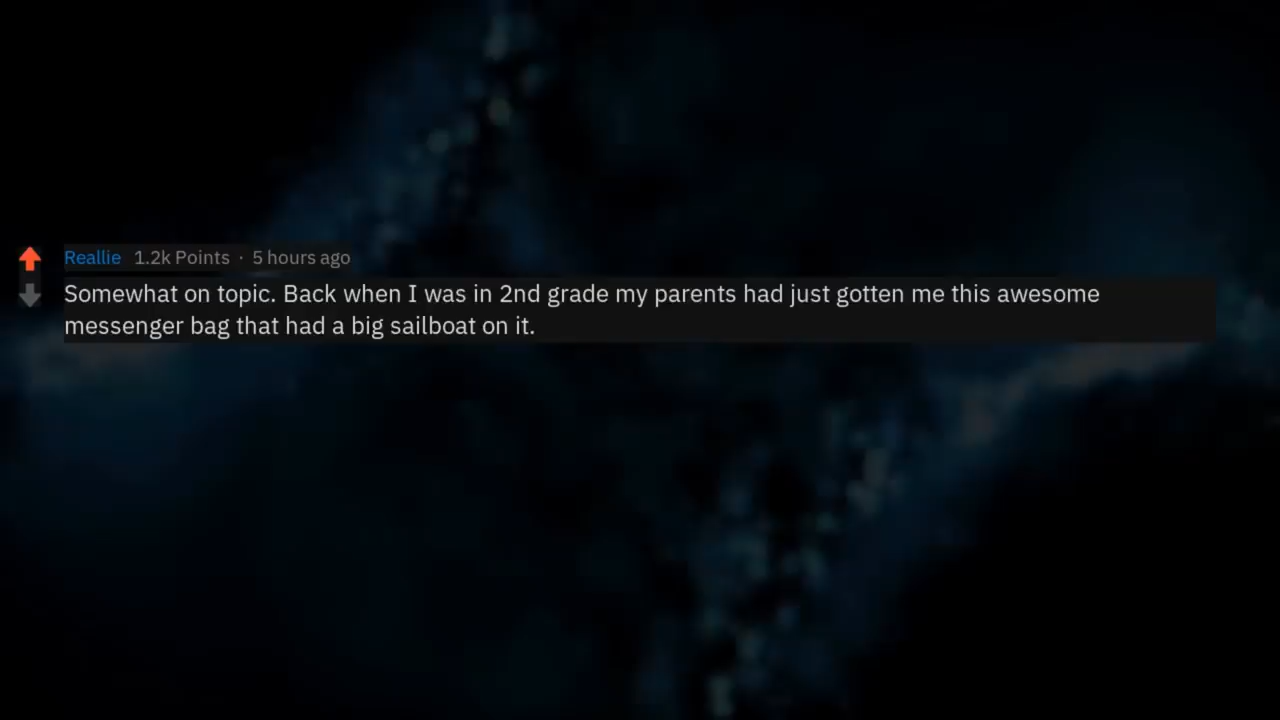 Reallie 1.2k Points · 5 hours ago
Somewhat on topic. Back when I was in 2nd grade my parents had just gotten me this awesome
messenger bag that had a big sailboat on it.